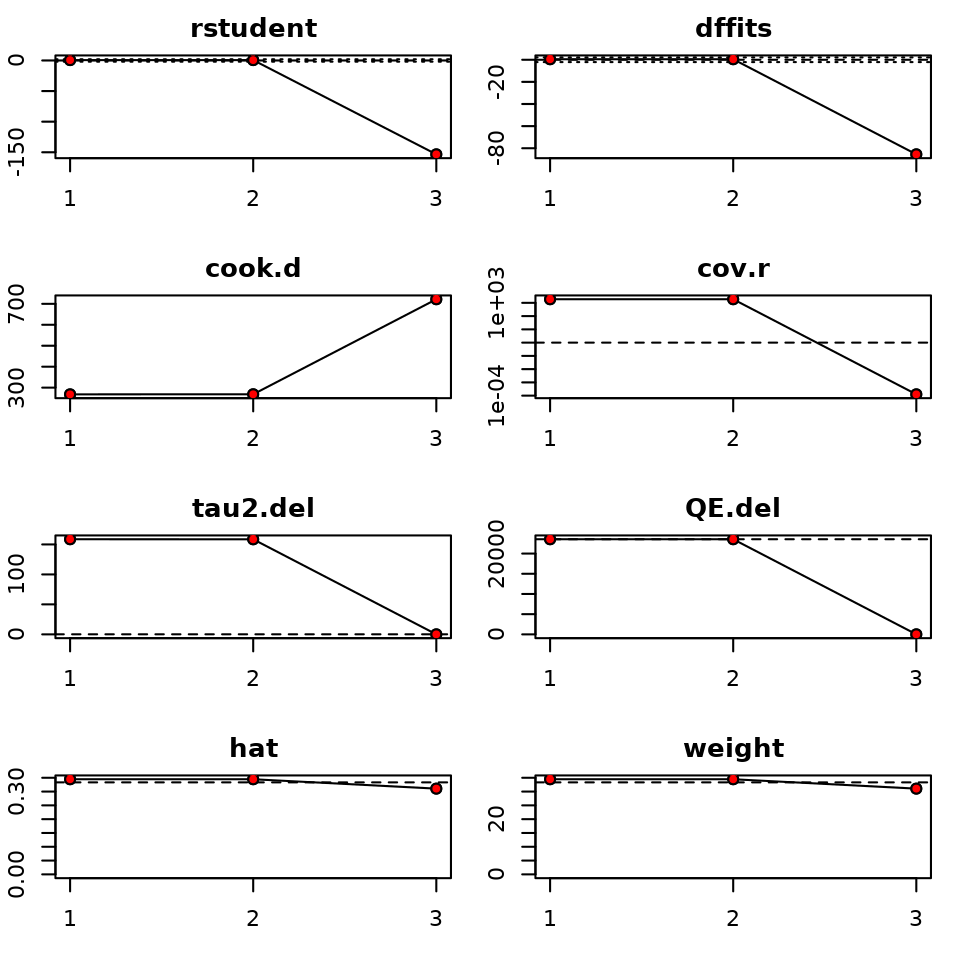 rstudent
0
-150
1 2 3
dffits
-20
-80
1 2 3
cook.d
700
300
1 2 3
cov.r
1e+03
1e-04
1 2 3
tau2.del
100
0
1 2 3
QE.del
20000
0
1 2 3
hat
0.30
0.00
1 2 3
weight
20
0
1 2 3